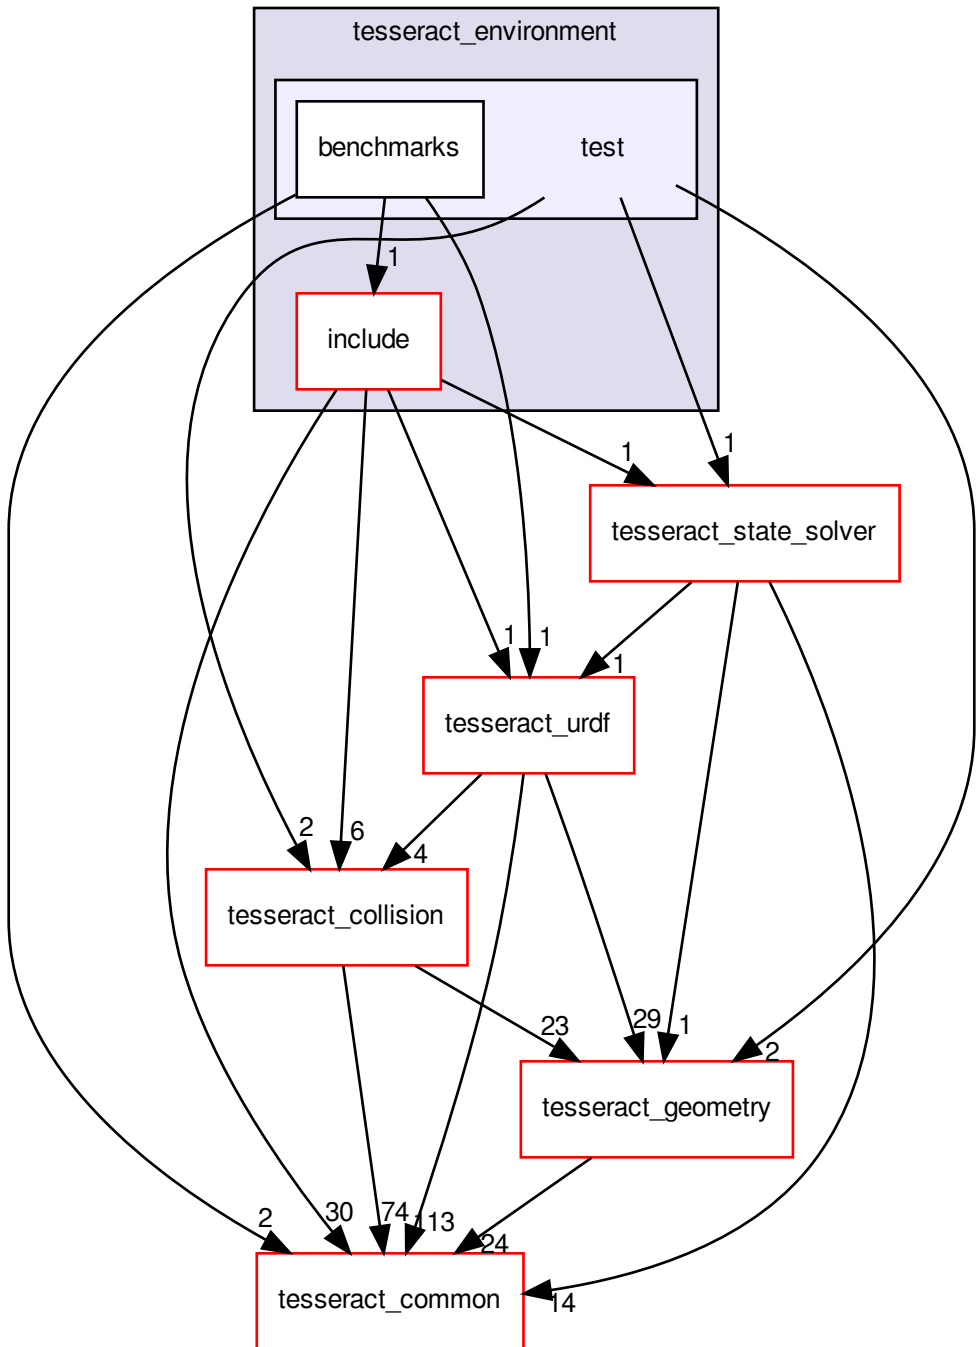 tesseract_environment
benchmarks
test
1
include
1
1
tesseract_state_solver
1
1
1
tesseract_urdf
2
6
4
tesseract_collision
23
29
1
2
tesseract_geometry
2
30
74
113
24
tesseract_common
14